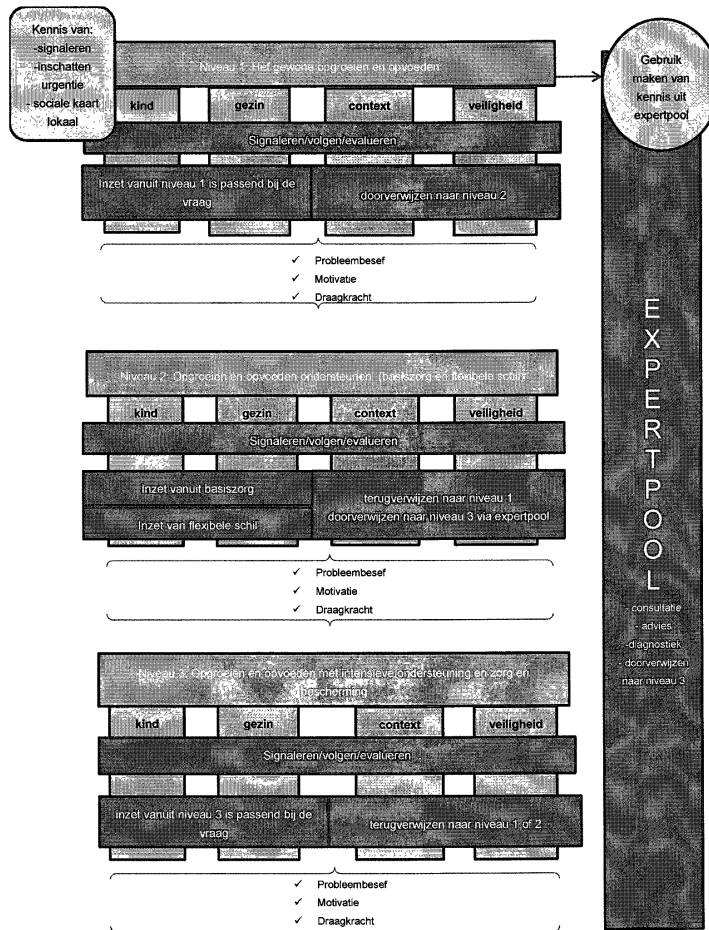 Kennis van:
-signaleren
-inschatten
urgentie
- sociale kaart
lokaal
Niveau 1: Het gewone opgroeien en opvoeden
kind gezin context veiligheid
Signaleren/volgen/evalueren
Inzet vanuit niveau 1 is passend bij de
vraag
doorverwijzen naar niveau 2
✓ Probleembesef
✓ Motivatie
✓ Draagkracht
Gebruik
maken van
kennis uit
expertpool
Niveau 2: Opgroeien en opvoeden ondersteunen (basiszorg en flexibele schil)
kind gezin context veiligheid
Signaleren/volgen/evalueren
Inzet vanuit basiszorg
Inzet van flexibele schil
terugverwijzen naar niveau 1
doorverwijzen naar niveau 3 via expertpool
✓ Probleembesef
✓ Motivatie
✓ Draagkracht
Niveau 3: Opgroeien en opvoeden met intensieve ondersteuning en zorg en
bescherming
kind gezin context veiligheid
Signaleren/volgen/evalueren
inzet vanuit niveau 3 is passend bij de
vraag
terugverwijzen naar niveau 1 of 2
✓ Probleembesef
✓ Motivatie
✓ Draagkracht
EXPERTPOOL
- consultatie
- advies
-diagnostiek
- doorverwijzen
naar niveau 3